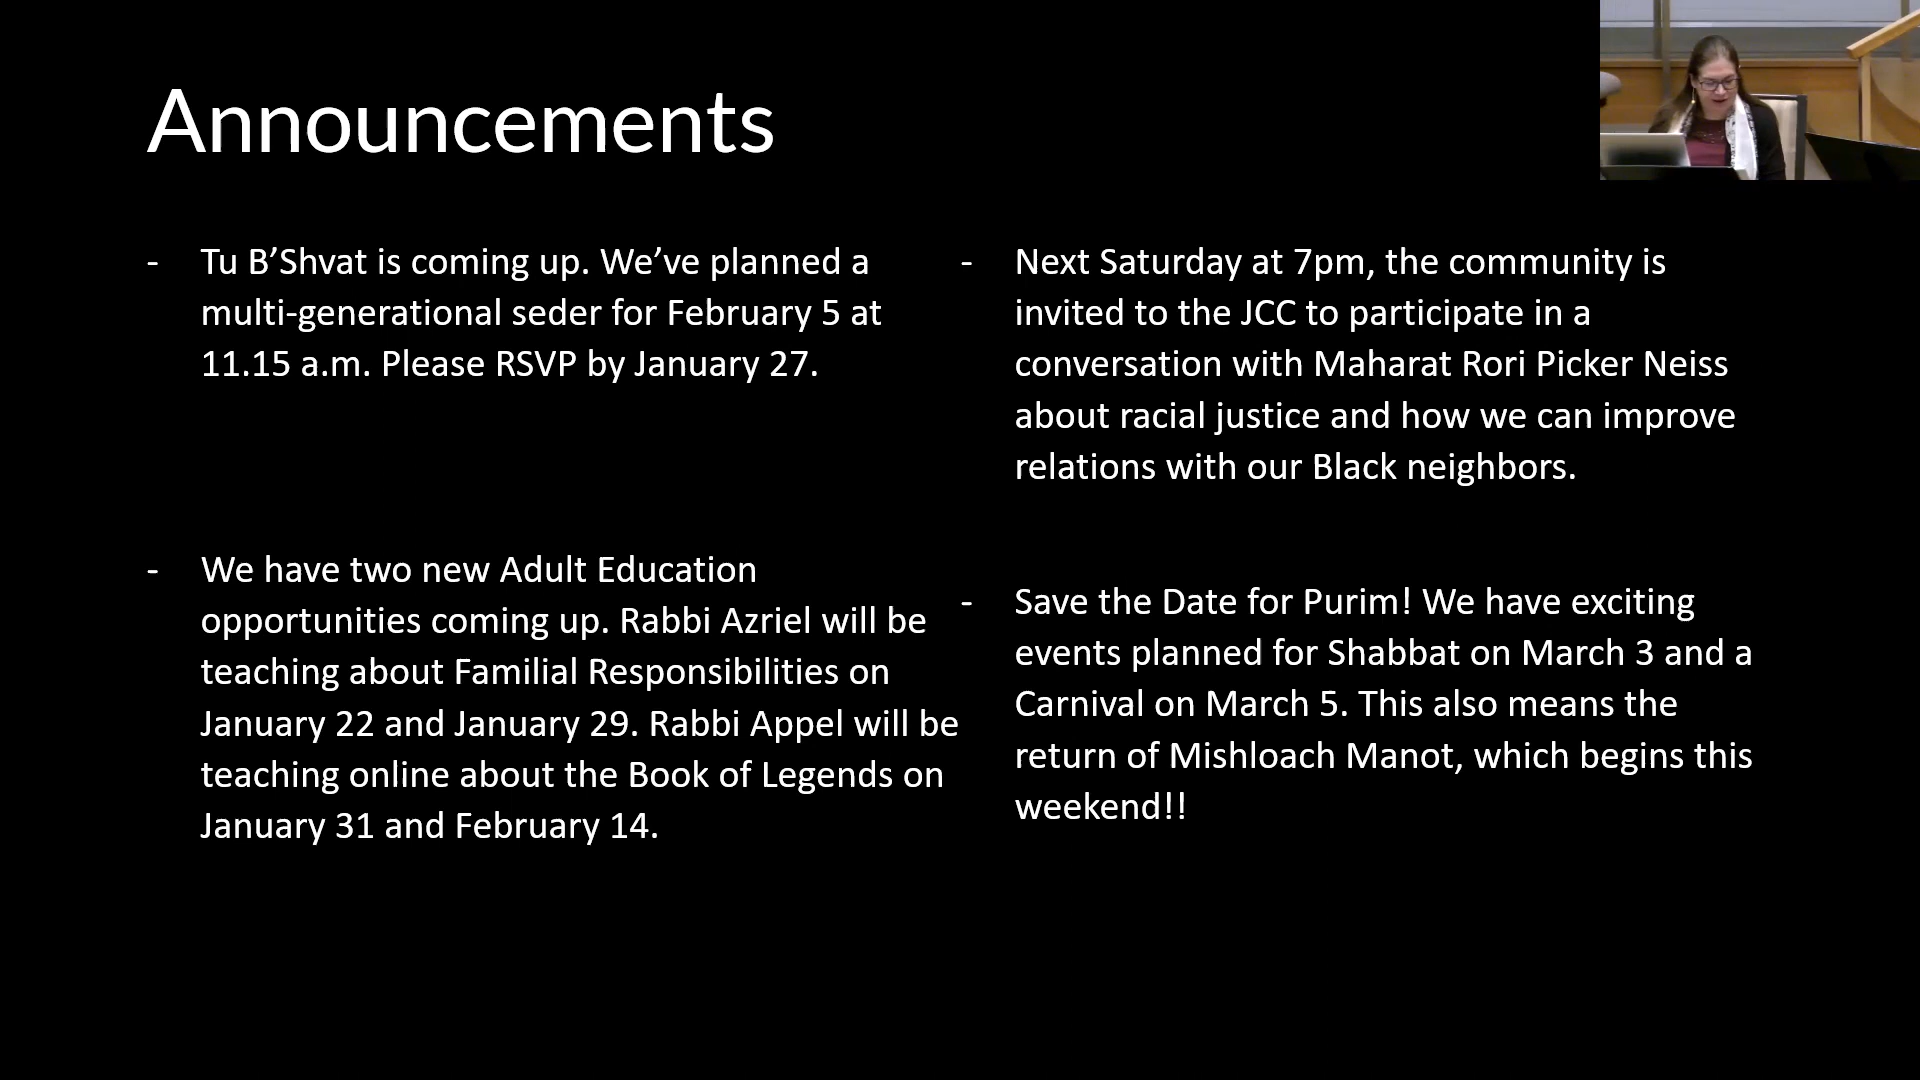 Announcements
- Tu B’Shvat is coming up. We’ve planned a
multi-generational seder for February 5 at
11.15 a.m. Please RSVP by January 27.
- We have two new Adult Education
opportunities coming up. Rabbi Azriel will be
teaching about Familial Responsibilities on
January 22 and January 29. Rabbi Appel will be
teaching online about the Book of Legends on
January 31 and February 14.
- Next Saturday at 7pm, the community is
invited to the JCC to participate in a
conversation with Maharat Rori Picker Neiss
about racial justice and how we can improve
relations with our Black neighbors.
- Save the Date for Purim! We have exciting
events planned for Shabbat on March 3 and a
Carnival on March 5. This also means the
return of Mishloach Manot, which begins this
weekend!!